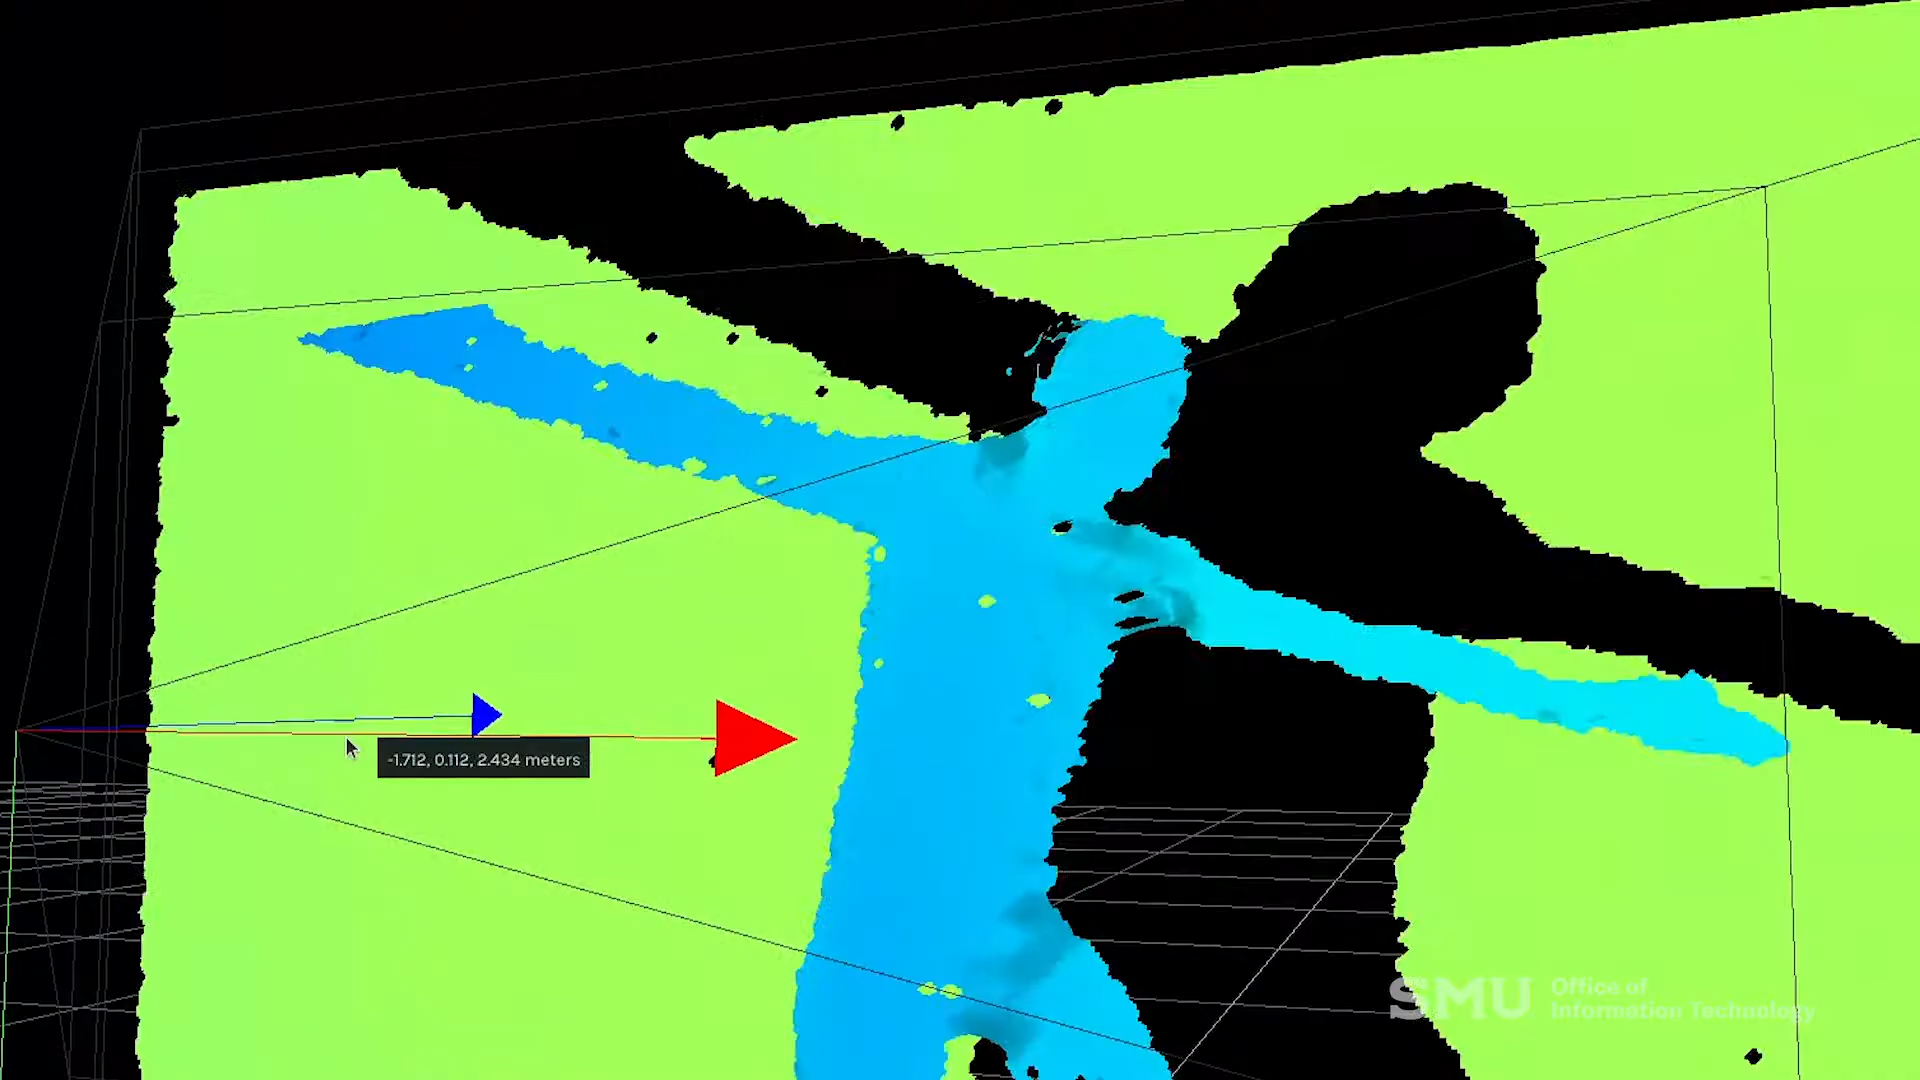 -1.712, 0.112, 2.434 meters
SMU Office of
Information Technology